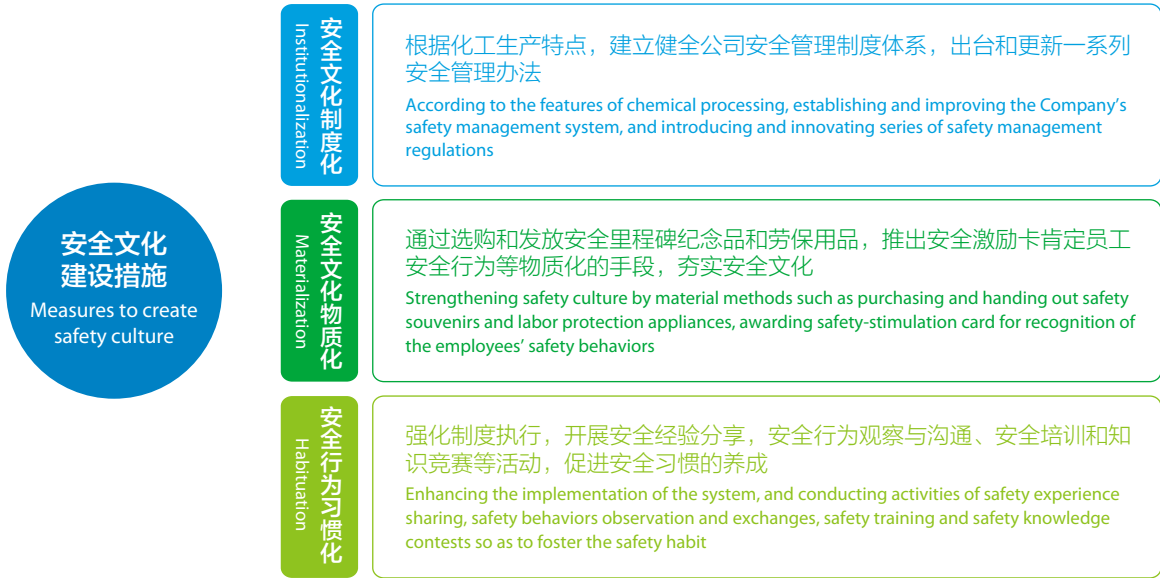 安全文化
建设措施
Measures to create
safety culture
安全文化制度化
Institutionalization
根据化工生产特点，建立健全公司安全管理制度体系，出台和更新一系列
安全管理办法
According to the features of chemical processing, establishing and improving the Company’s
safety management system, and introducing and innovating series of safety management
regulations
安全文化物质化
Materialization
通过选购和发放安全里程碑纪念品和劳保用品，推出安全激励卡肯定员工
安全行为等物质化的手段，夯实安全文化
Strengthening safety culture by material methods such as purchasing and handing out safety
souvenirs and labor protection appliances, awarding safety-stimulation card for recognition of
the employees’ safety behaviors
安全行为习惯化
Habituation
强化制度执行，开展安全经验分享，安全行为观察与沟通、安全培训和知
识竞赛等活动，促进安全习惯的养成
Enhancing the implementation of the system, and conducting activities of safety experience
sharing, safety behaviors observation and exchanges, safety training and safety knowledge
contests so as to foster the safety habit